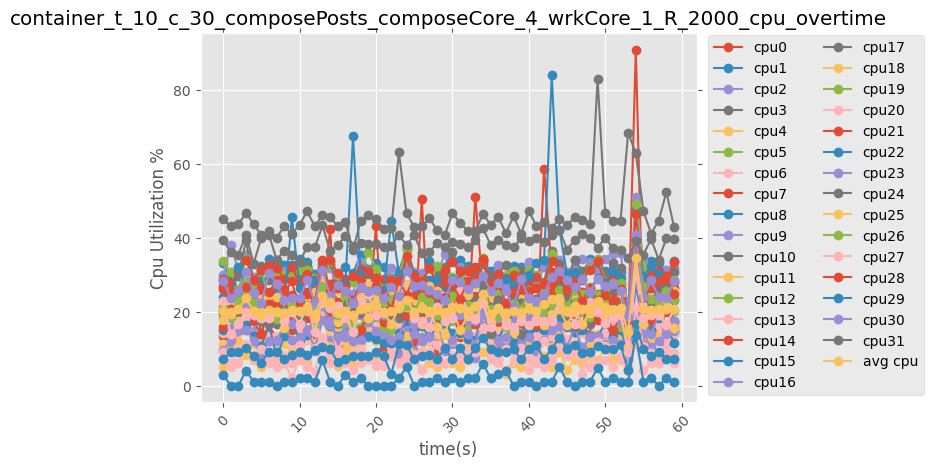 container_t_10_c_30_composePosts_composeCore_4_wrkCore_1_R_2000_cpu_overtime
Cpu Utilization %
80
60
40
20
0
0
10
20
30
40
50
60
time(s)
cpu0
cpu1
cpu2
cpu3
cpu4
cpu5
cpu6
cpu7
cpu8
cpu9
cpu10
cpu11
cpu12
cpu13
cpu14
cpu15
cpu16
cpu17
cpu18
cpu19
cpu20
cpu21
cpu22
cpu23
cpu24
cpu25
cpu26
cpu27
cpu28
cpu29
cpu30
cpu31
avg cpu